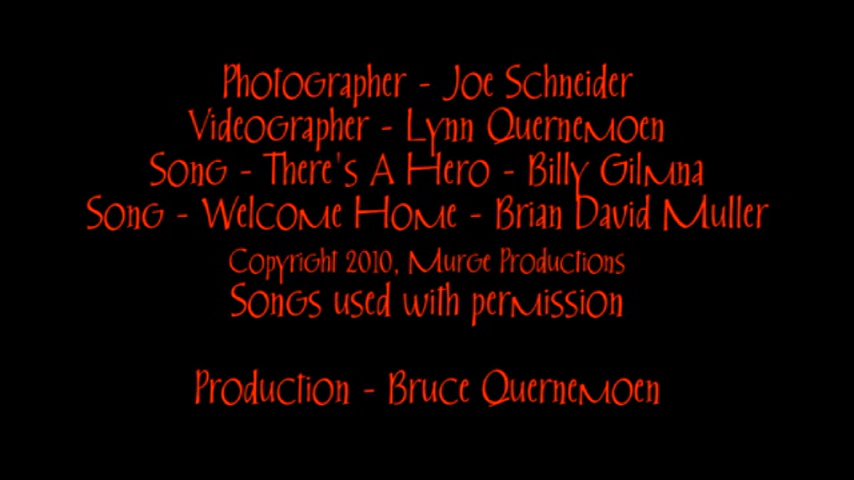 Photographer - Joe Schneider
Videographer - Lynn Quernemoen
Song - There's A Hero - Billy Gilmna
Song - Welcome Home - Brian David Muller
Copyright 2010, Murge Productions
Songs used with permission
Production - Bruce Quernemoen